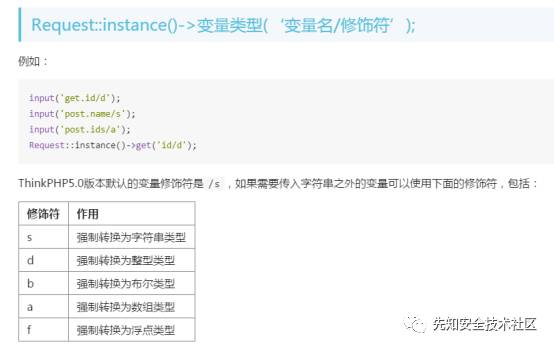 Request::instance()->变量类型(‘变量名/修饰符’);
例如：
input('get.id/d');
input('post.name/s');
input('post.ids/a');
Request::instance()->get('id/d');
ThinkPHP5.0版本默认的变量修饰符是 /s ，如果需要传入字符串之外的变量可以使用下面的修饰符，包括：
修饰符 作用
s 强制转换为字符串类型
d 强制转换为整型类型
b 强制转换为布尔类型
a 强制转换为数组类型
f 强制转换为浮点类型
先知安全技术社区